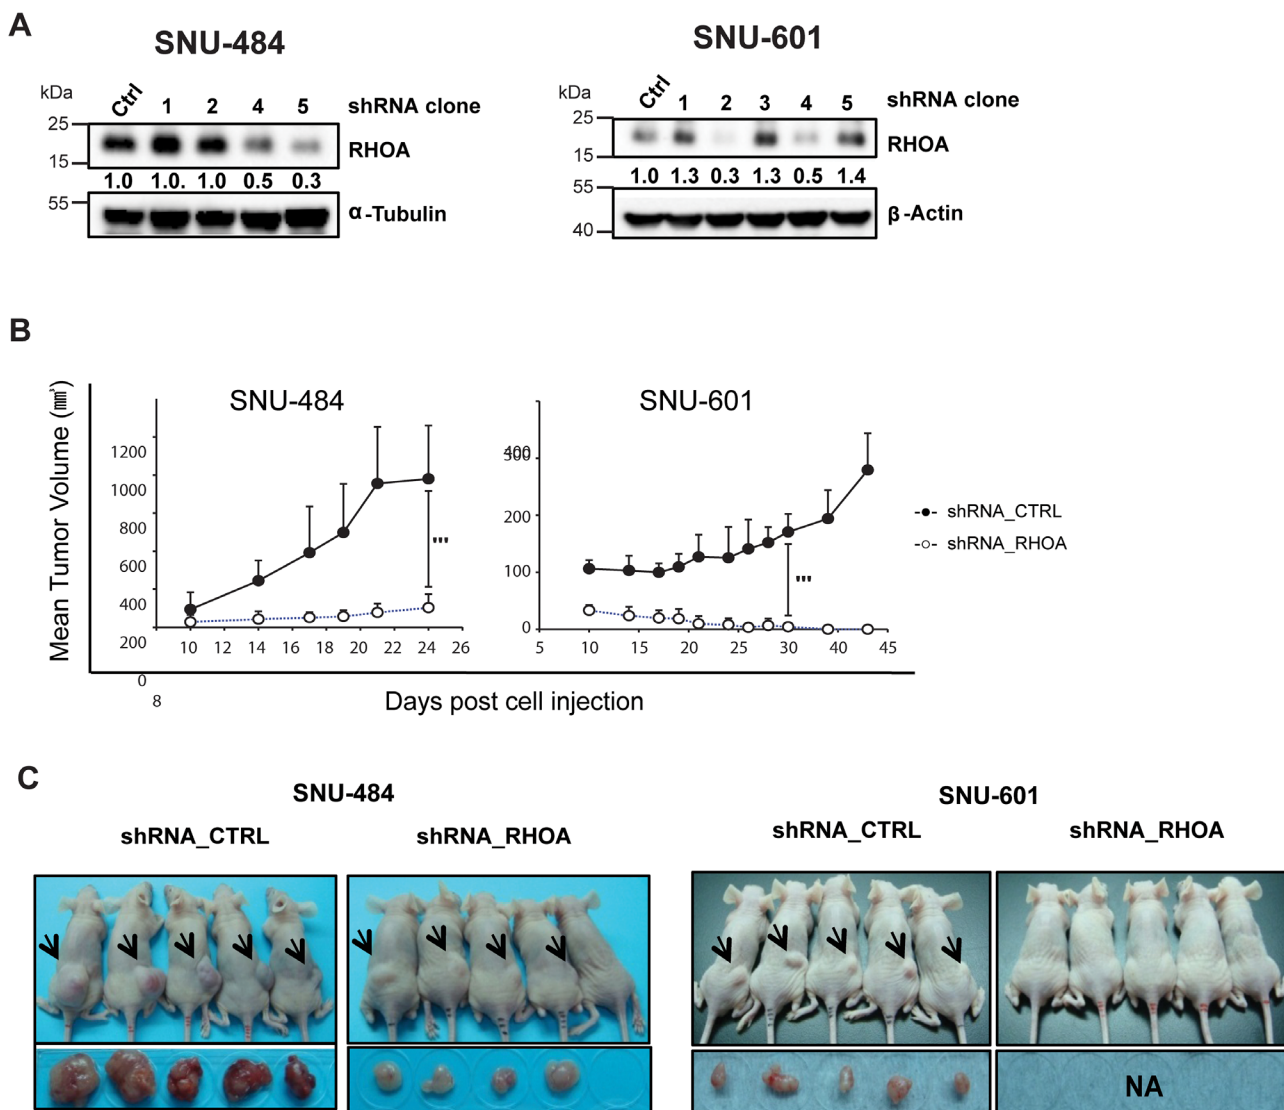 A
SNU-484
SNU-601
kDa
Ctrl 1 2 4 5 shRNA clone
25
RHOA
15
1.0 1.0. 1.0 0.5 0.3
55
α-Tubulin
kDa
Ctrl 1 2 3 4 5 shRNA clone
25
RHOA
15
1.0 1.3 0.3 1.3 0.5 1.4
55
β-Actin
40
B
Mean Tumor Volume (㎣)
SNU-484
1200
1000
800
600
400
200
0
8
10 12 14 16 18 20 22 24 26
'''
SNU-601
400
300
200
100
0
5 10 15 20 25 30 35 40 45
'''
shRNA_CTRL
shRNA_RHOA
Days post cell injection
C
SNU-484
SNU-601
shRNA_CTRL shRNA_RHOA
shRNA_CTRL shRNA_RHOA
NA